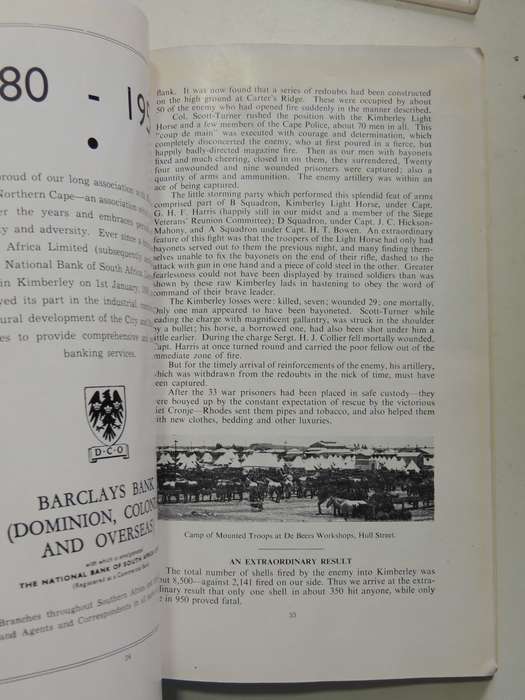 80 - 195
roud of our long association with
Northern Cape—an association
er the years and embraces
ty and adversity. Ever since
Africa Limited (subsequently
National Bank of South Africa
in Kimberley on 1st January,
yed its part in the industrial
ural development of the City and
es to provide comprehensive
banking services.
D·C·O
BARCLAYS BANK
(DOMINION, COLON
AND OVERSEAS
with which is amalgamated
THE NATIONAL BANK OF SOUTH AFRICA
(Registered as a Commercial Bank)
Branches throughout Southern Africa and
and Agents and Correspondents in all
54
flank. It was now found that a series of redoubts had been constructed
on the high ground at Carter's Ridge. These were occupied by about
50 of the enemy who had opened fire suddenly in the manner described.
Col. Scott-Turner rushed the position with the Kimberley Light
Horse and a few members of the Cape Police, about 70 men in all. This
"coup de main" was executed with courage and determination, which
completely disconcerted the enemy, who at first poured in a fierce, but
happily badly-directed magazine fire. Then as our men with bayonets
fixed and much cheering, closed in on them, they surrendered. Twenty
four unwounded and nine wounded prisoners were captured; also a
quantity of arms and ammunition. The enemy artillery was within an
ace of being captured.
The little storming party which performed this splendid feat of arms
comprised part of B Squadron, Kimberley Light Horse, under Capt.
G. H. F. Harris (happily still in our midst and a member of the Siege
Veterans' Reunion Committee); D Squadron, under Capt. J. C. Hickson-
Mahony, and A Squadron under Capt. H. T. Bowen. An extraordinary
feature of this fight was that the troopers of the Light Horse had only had
bayonets served out to them the previous night, and many finding them-
selves unable to fix the bayonets on the end of their rifle, dashed to the
attack with gun in one hand and a piece of cold steel in the other. Greater
fearlessness could not have been displayed by trained soldiers than was
shown by these raw Kimberley lads in hastening to obey the word of
command of their brave leader.
The Kimberley losses were: killed, seven; wounded 29; one mortally.
Only one man appeared to have been bayoneted. Scott-Turner while
leading the charge with magnificent gallantry, was struck in the shoulder
by a bullet; his horse, a borrowed one, had also been shot under him a
little earlier. During the charge Sergt. H. J. Collier fell mortally wounded,
Capt. Harris at once turned round and carried the poor fellow out of the
immediate zone of fire.
But for the timely arrival of reinforcements of the enemy, his artillery,
which was withdrawn from the redoubts in the nick of time, must have
been captured.
After the 33 war prisoners had been placed in safe custody—they
were bouyed up by the constant expectation of rescue by the victorious
Piet Cronje—Rhodes sent them pipes and tobacco, and also helped them
with new clothes, bedding and other luxuries.
Camp of Mounted Troops at De Beers Workshops, Hull Street.
AN EXTRAORDINARY RESULT
The total number of shells fired by the enemy into Kimberley was
about 8,500—against 2,141 fired on our side. Thus we arrive at the extra-
ordinary result that only one shell in about 350 hit anyone, while only
in 950 proved fatal.
55